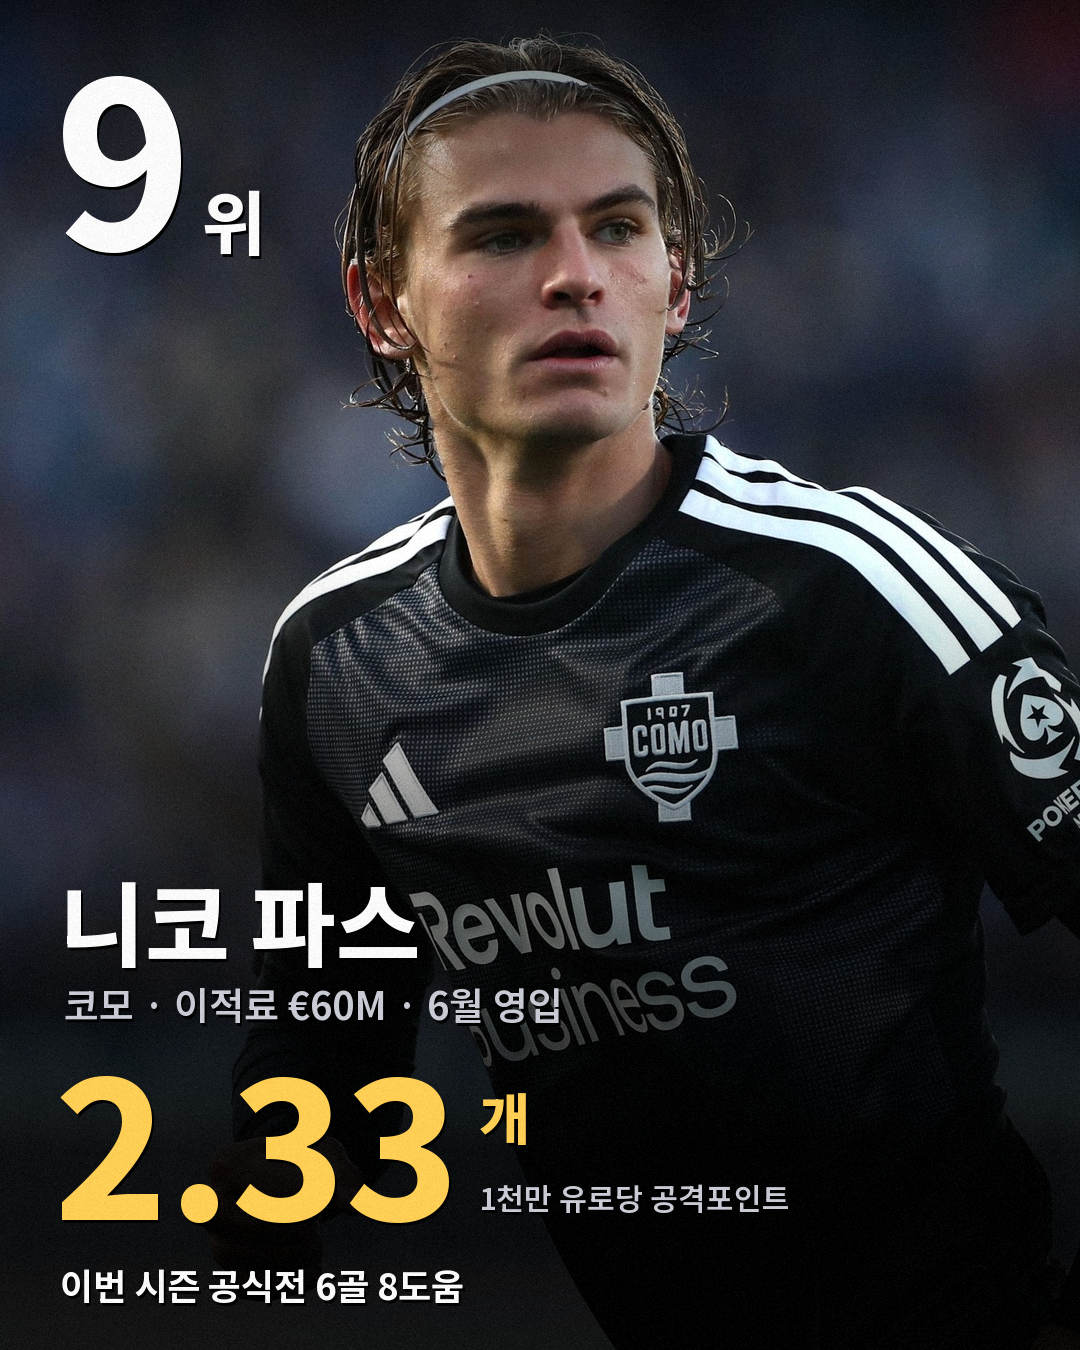 9위
1907
COMO
POWER
Revolut
Business
니코 파스
코모 · 이적료 €60M · 6월 영입
2.33 개
1천만 유로당 공격포인트
이번 시즌 공식전 6골 8도움